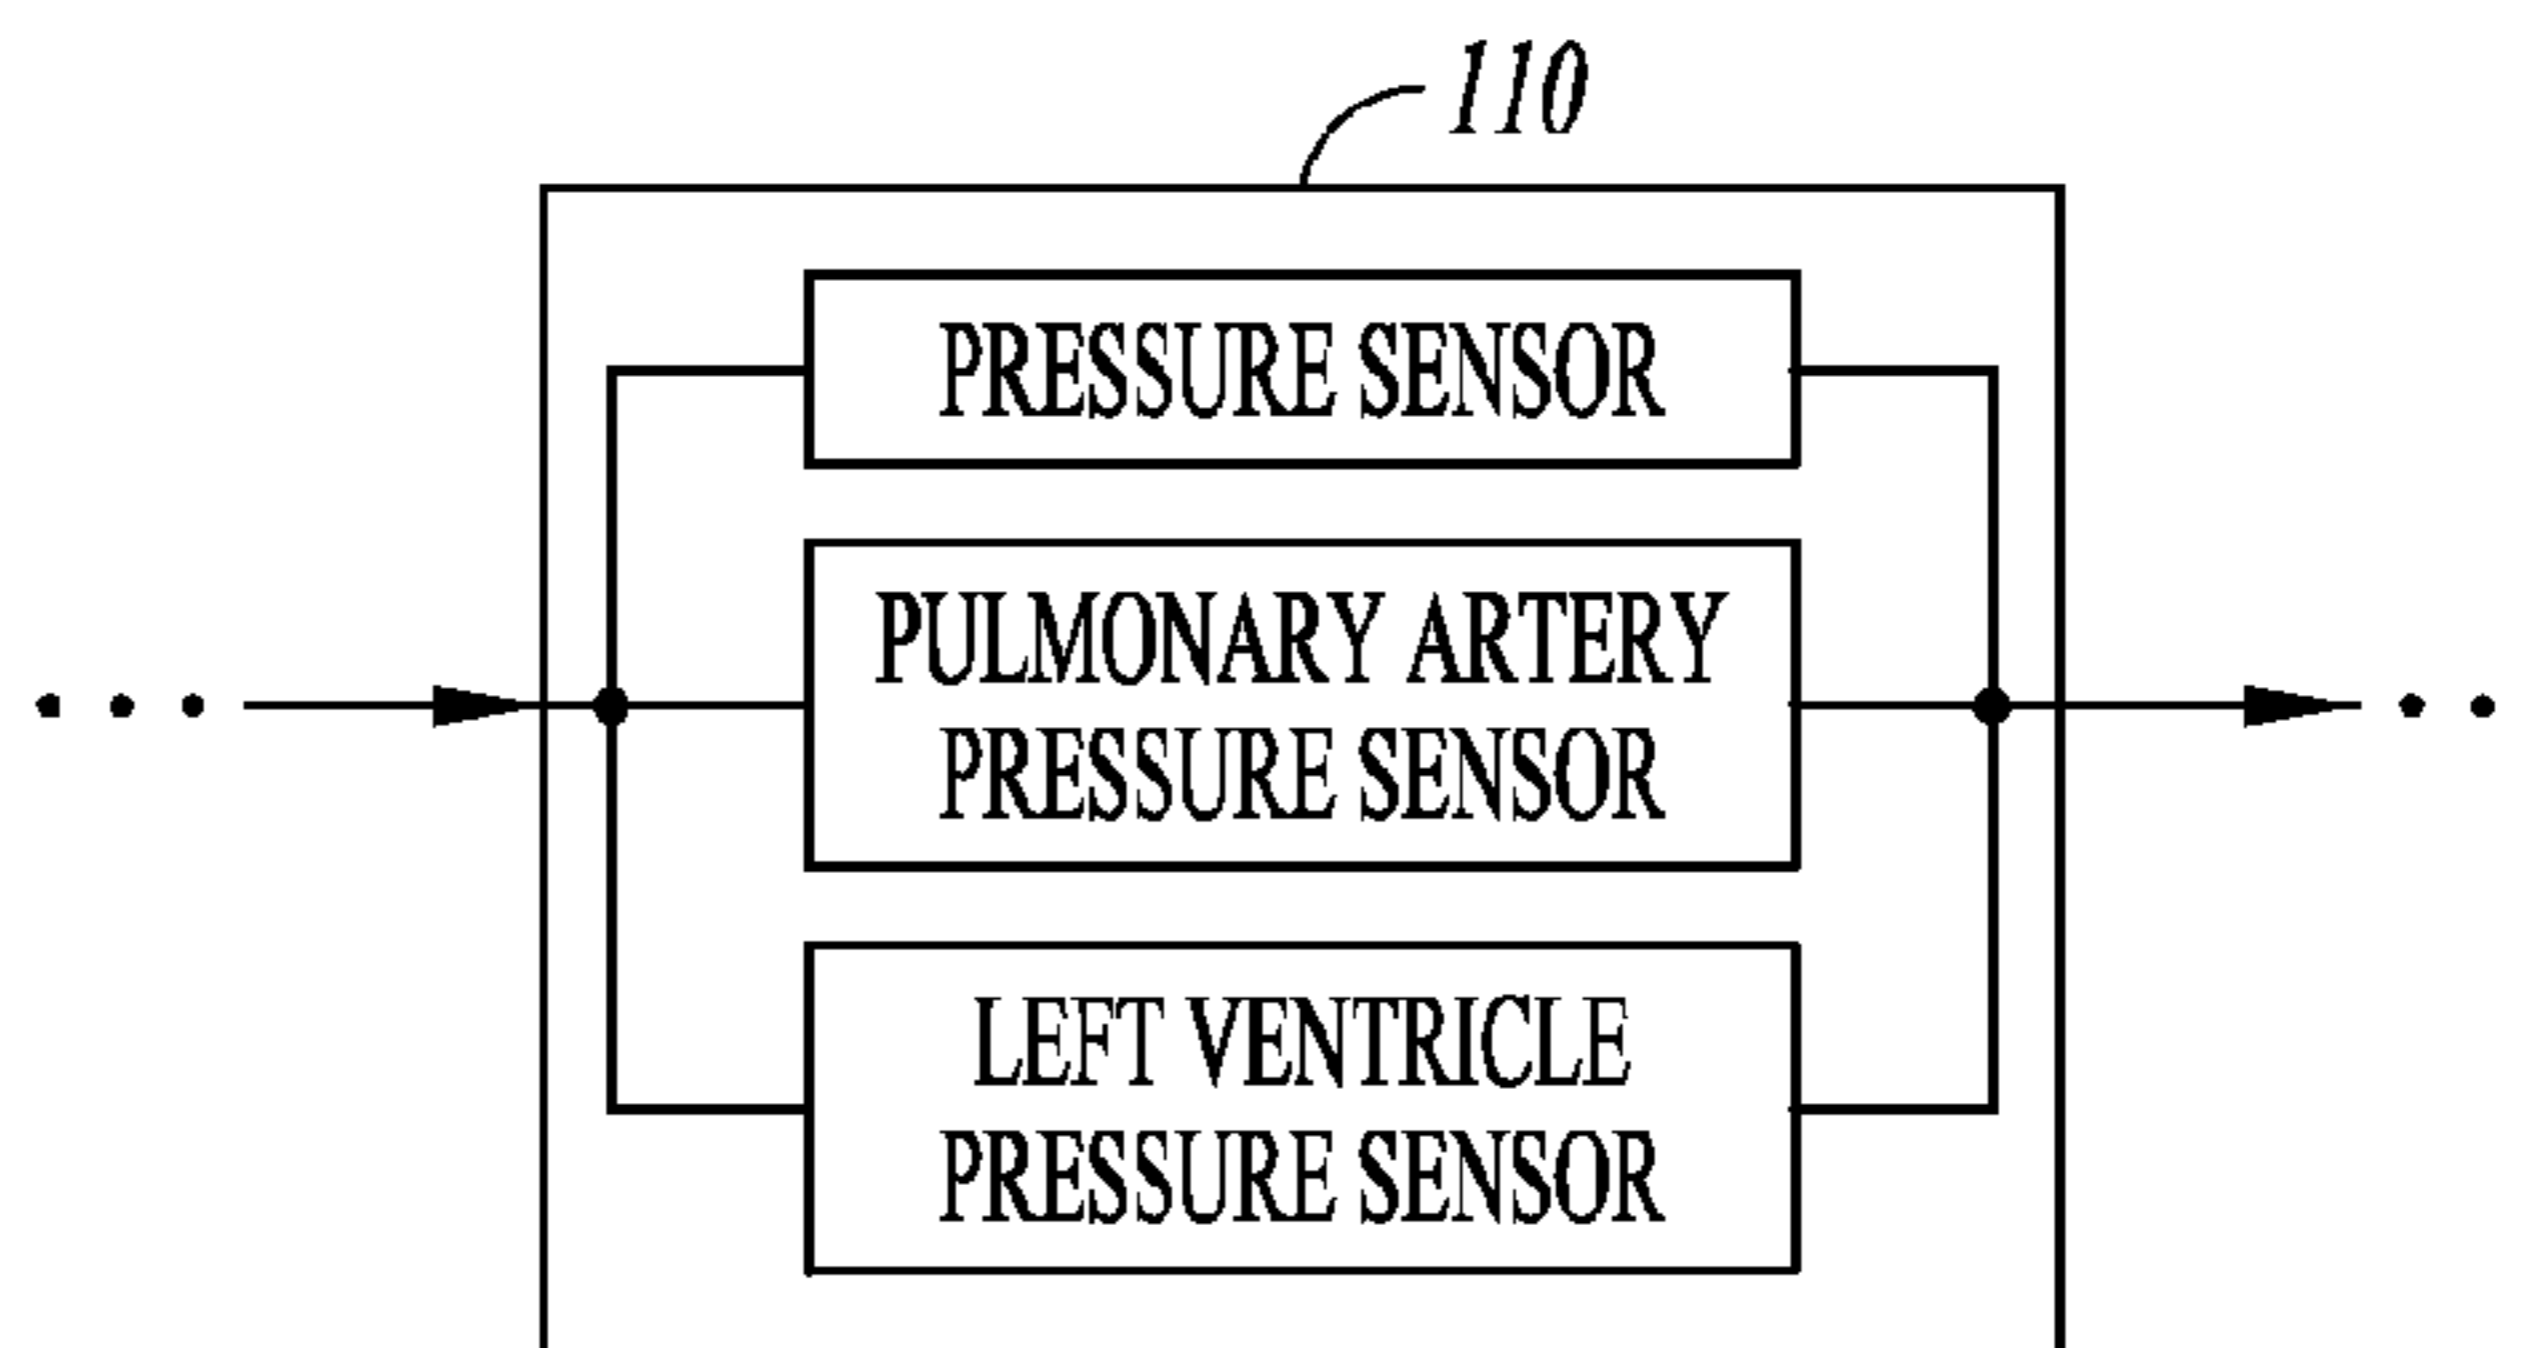 110
PRESSURE SENSOR
PULMONARY ARTERY
PRESSURE SENSOR
LEFT VENTRICLE
PRESSURE SENSOR